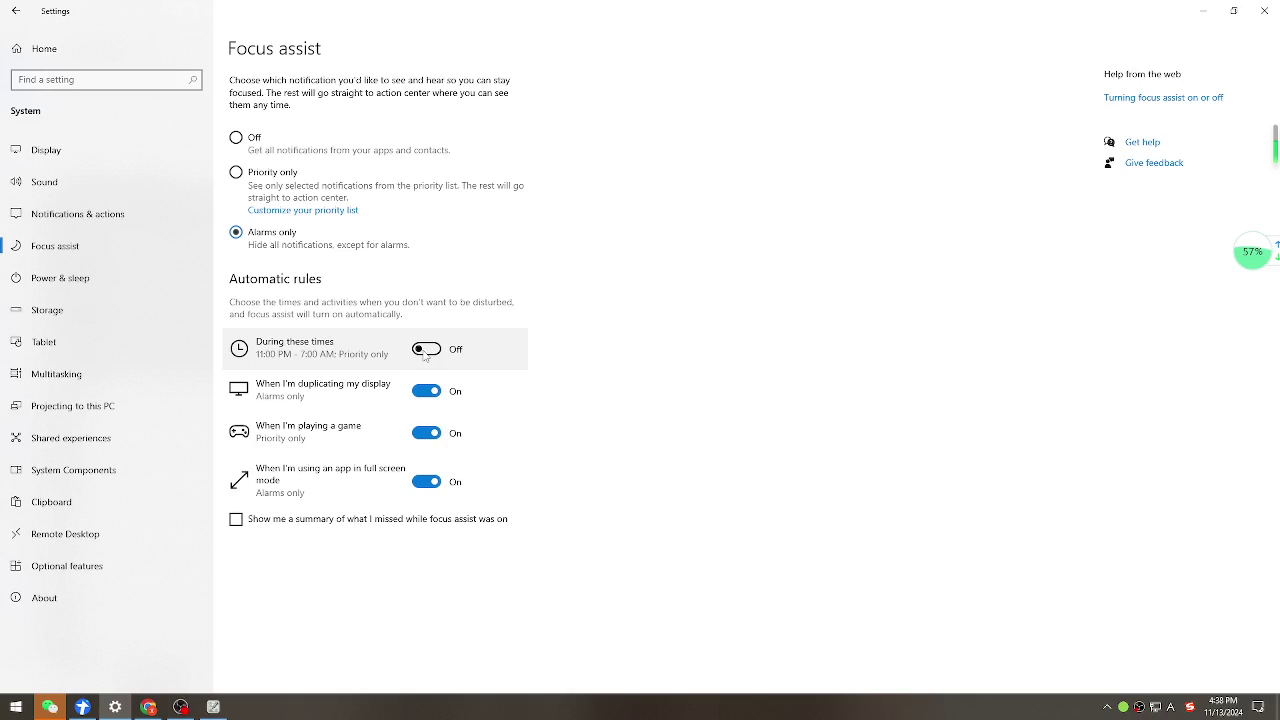 Settings
Home
Find a setting
System
Display
Sound
Notifications & actions
Focus assist
Power & sleep
Storage
Tablet
Multitasking
Projecting to this PC
Shared experiences
System Components
Clipboard
Remote Desktop
Optional features
About
Focus assist
Choose which notification you'd like to see and hear so you can stay
focused. The rest will go straight to action center where you can see
them any time.
Off
Get all notifications from your apps and contacts.
Priority only
See only selected notifications from the priority list. The rest will go
straight to action center.
Customize your priority list
Alarms only
Hide all notifications, except for alarms.
Automatic rules
Choose the times and activities when you don't want to be disturbed,
and focus assist will turn on automatically.
During these times
11:00 PM - 7:00 AM: Priority only
Off
When I'm duplicating my display
Alarms only
On
When I'm playing a game
Priority only
On
When I'm using an app in full screen
mode
Alarms only
On
Show me a summary of what I missed while focus assist was on
Help from the web
Turning focus assist on or off
Get help
Give feedback
57%
A
S
4:38 PM
11/13/2024